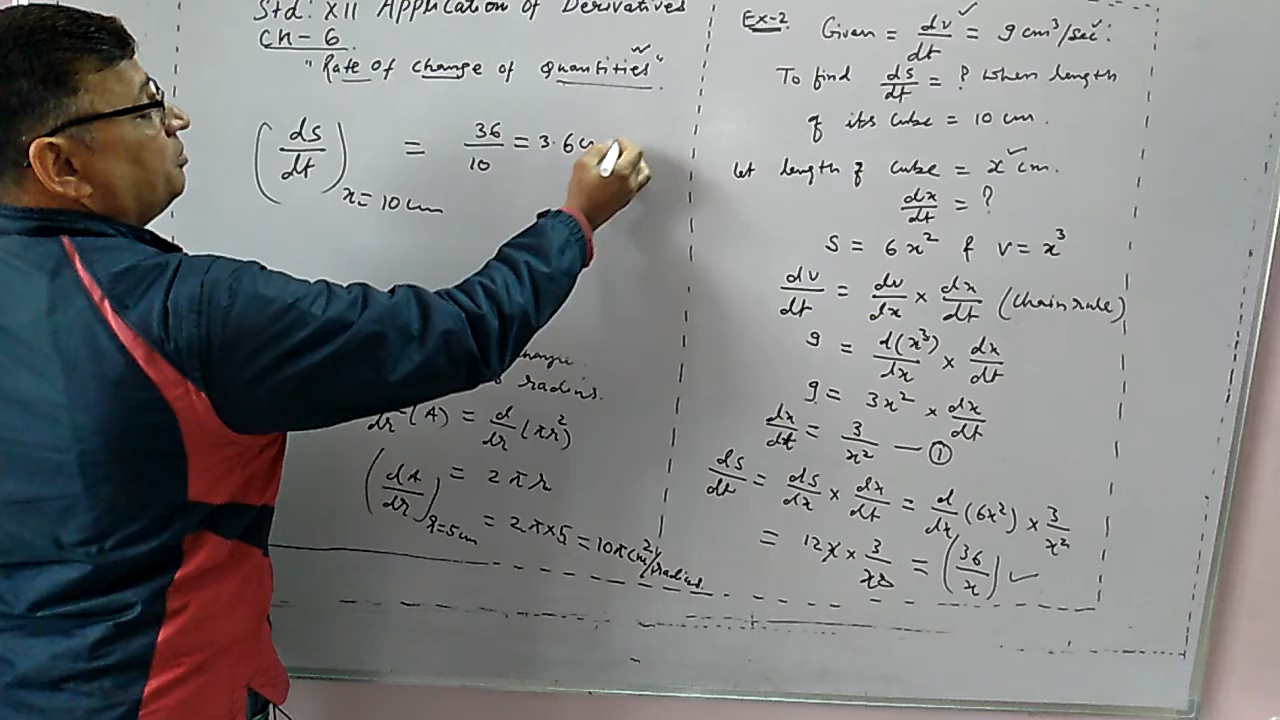 Std: XII Application of Derivatives
CH-6
"Rate of change of Quantities"
(ds/dt) x=10cm = 36/10 = 3.6c
radius.
(A) = d/dr (πr²)
(dA/dr) r=5cm = 2πr
= 2π×5 = 10π cm²/radius.
Ex-2. Given = dv/dt = 9 cm³/sec:
To find ds/dt = ? when length
of its cube = 10 cm.
let length of cube = x cm.
dx/dt = ?
S = 6x² & v = x³
dv/dt = dv/dx × dx/dt (chain rule)
9 = d(x³)/dx × dx/dt
9 = 3x² × dx/dt
dx/dt = 3/x² — ①
ds/dt = ds/dx × dx/dt = d/dx (6x²) × 3/x²
= 12x × 3/x² = (36/x) ✓